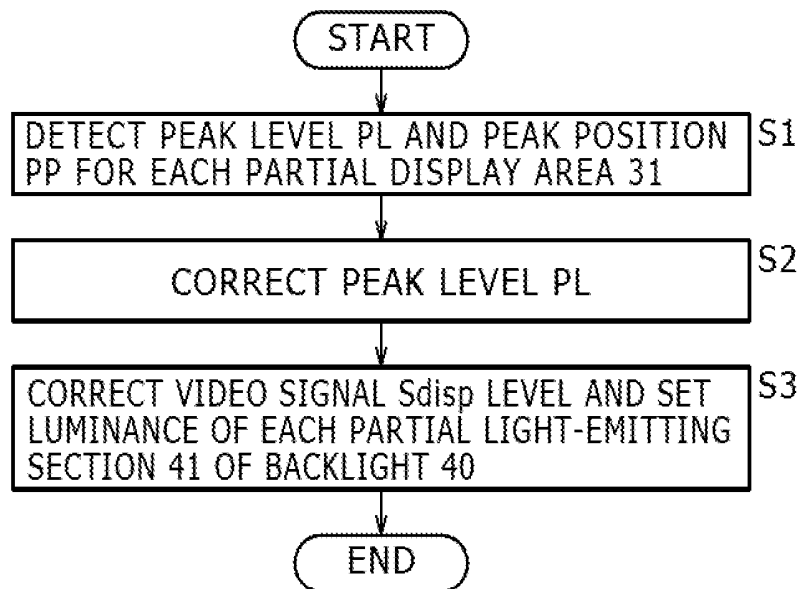 START
DETECT PEAK LEVEL PL AND PEAK POSITION
PP FOR EACH PARTIAL DISPLAY AREA 31
S1
CORRECT PEAK LEVEL PL
S2
CORRECT VIDEO SIGNAL Sdisp LEVEL AND SET
LUMINANCE OF EACH PARTIAL LIGHT-EMITTING
SECTION 41 OF BACKLIGHT 40
S3
END